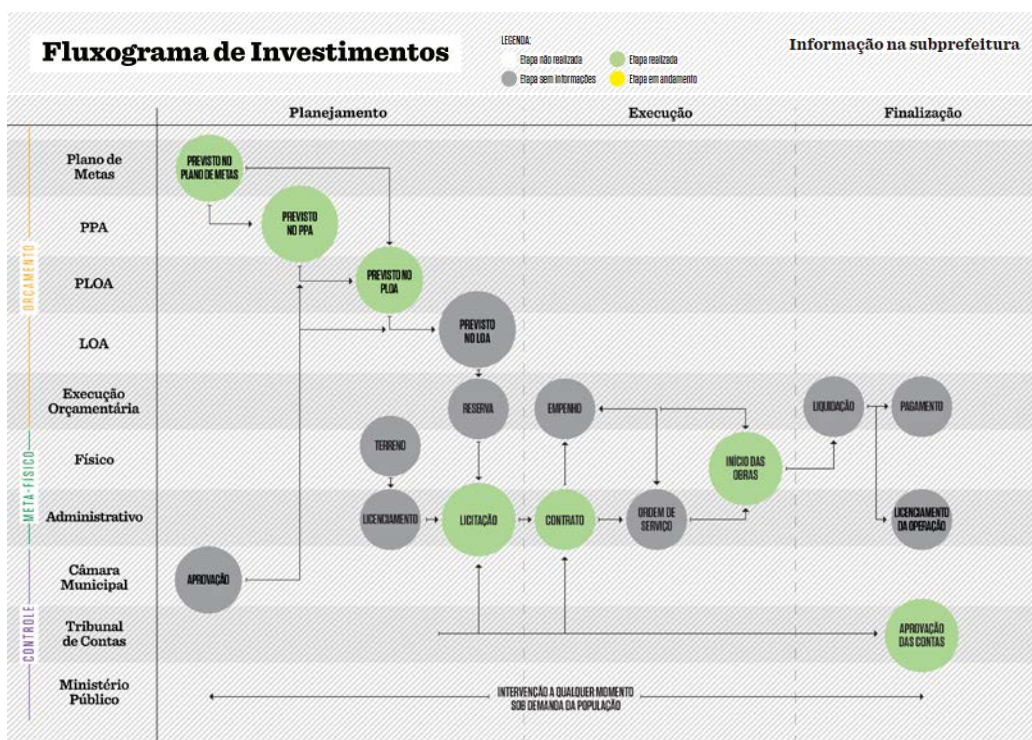 Fluxograma de Investimentos
LEGENDA:
Etapa não realizada
Etapa realizada
Etapa sem informações
Etapa em andamento
Informação na subprefeitura
Planejamento
Execução
Finalização
ORÇAMENTO
META-FÍSICO
CONTROLE
Plano de
Metas
PREVISTO NO
PLANO DE METAS
PPA
PREVISTO
NO PPA
PLOA
PREVISTO NO
PLOA
LOA
PREVISTO
NO LOA
Execução
Orçamentária
RESERVA
EMPENHO
LIQUIDAÇÃO
PAGAMENTO
Físico
TERRENO
INÍCIO DAS
OBRAS
Administrativo
LICENCIAMENTO
LICITAÇÃO
CONTRATO
ORDEM DE
SERVIÇO
LICENCIAMENTO
DA OPERAÇÃO
Câmara
Municipal
APROVAÇÃO
Tribunal
de Contas
APROVAÇÃO
DAS CONTAS
Ministério
Público
INTERVENÇÃO A QUALQUER MOMENTO
SOB DEMANDA DA POPULAÇÃO